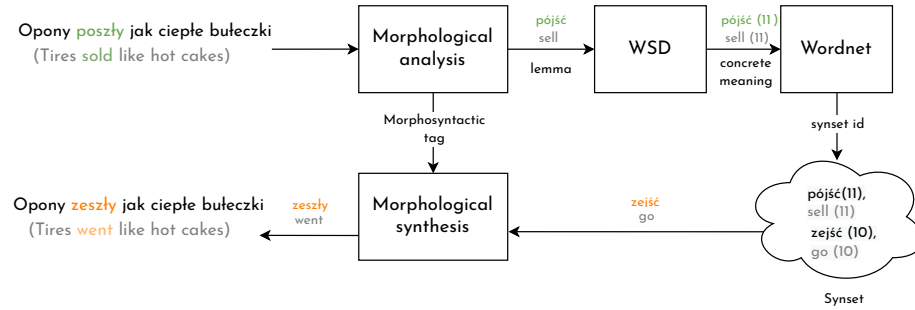 Opony poszły jak ciepłe bułeczki
(Tires sold like hot cakes)
Morphological
analysis
pójść
sell
lemma
WSD
pójść (11)
sell (11)
concrete
meaning
Wordnet
Morphosyntactic
tag
synset id
Opony zeszły jak ciepłe bułeczki
(Tires went like hot cakes)
zeszły
went
Morphological
synthesis
zejść
go
pójść(11),
sell (11)
zejść (10),
go (10)
Synset